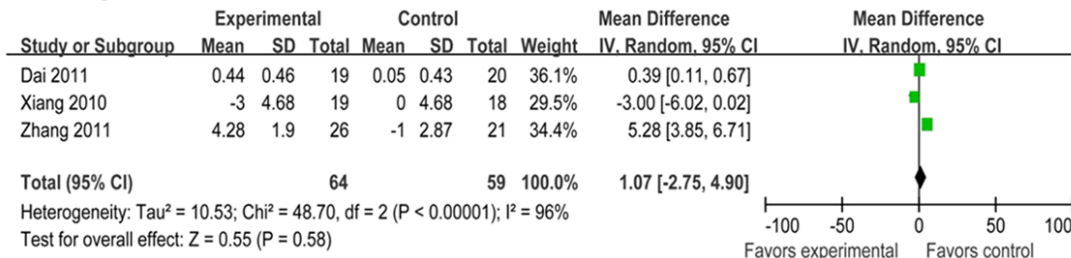 Experimental Control Mean Difference Mean Difference
Study or Subgroup Mean SD Total Mean SD Total Weight IV, Random, 95% CI IV, Random, 95% CI
Dai 2011 0.44 0.46 19 0.05 0.43 20 36.1% 0.39 [0.11, 0.67]
Xiang 2010 -3 4.68 19 0 4.68 18 29.5% -3.00 [-6.02, 0.02]
Zhang 2011 4.28 1.9 26 -1 2.87 21 34.4% 5.28 [3.85, 6.71]
Total (95% CI) 64 59 100.0% 1.07 [-2.75, 4.90]
Heterogeneity: Tau² = 10.53; Chi² = 48.70, df = 2 (P < 0.00001); I² = 96%
Test for overall effect: Z = 0.55 (P = 0.58)
-100 -50 0 50 100
Favors experimental Favors control